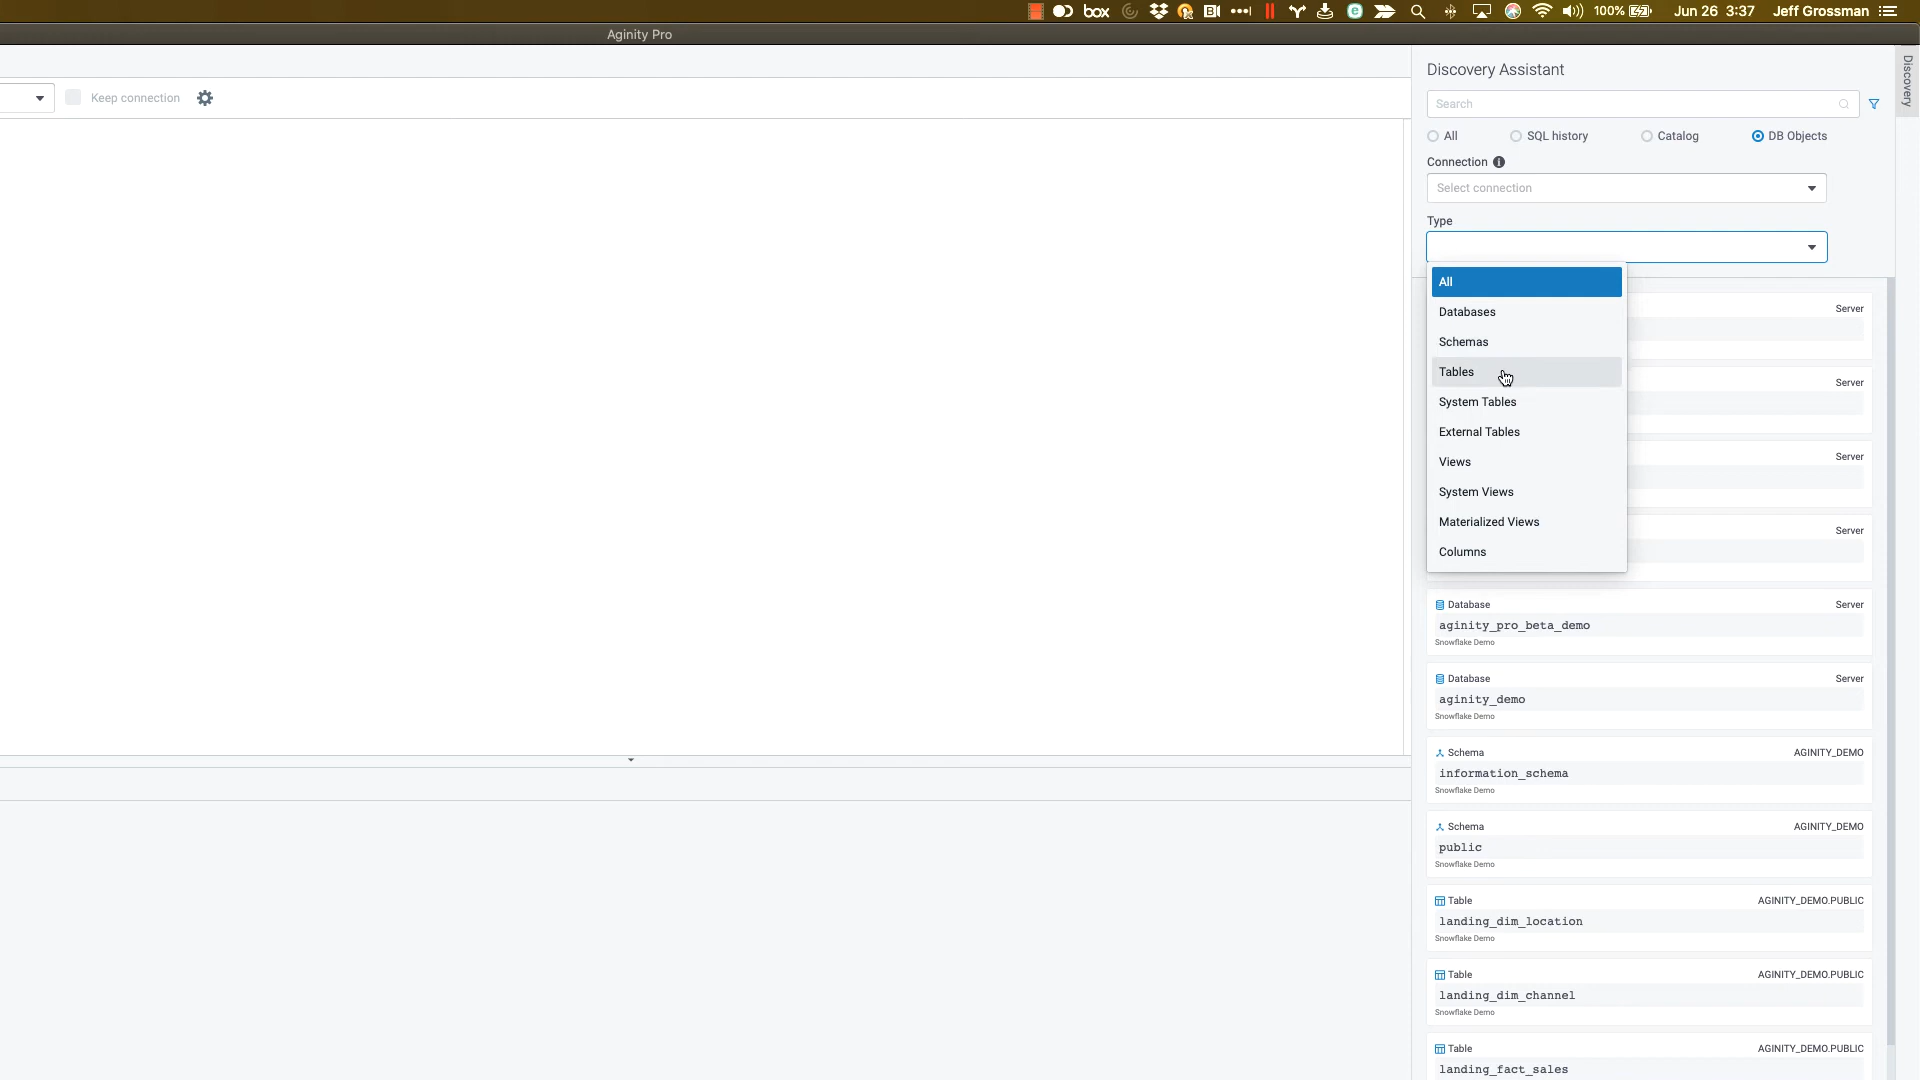 box
100%
Jun 26 3:37
Jeff Grossman
Aginity Pro
Keep connection
Discovery Assistant
Discovery
Search
All
SQL history
Catalog
DB Objects
Connection
Select connection
Type
All
Databases
Schemas
Tables
System Tables
External Tables
Views
System Views
Materialized Views
Columns
Server
Server
Server
Server
Database
Server
aginity_pro_beta_demo
Snowflake Demo
Database
Server
aginity_demo
Snowflake Demo
Schema
AGINITY_DEMO
information_schema
Snowflake Demo
Schema
AGINITY_DEMO
public
Snowflake Demo
Table
AGINITY_DEMO.PUBLIC
landing_dim_location
Snowflake Demo
Table
AGINITY_DEMO.PUBLIC
landing_dim_channel
Snowflake Demo
Table
AGINITY_DEMO.PUBLIC
landing_fact_sales